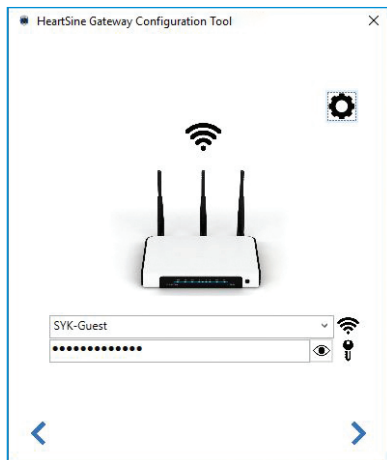 HeartSine Gateway Configuration Tool
SYK-Guest
•••••••••••••